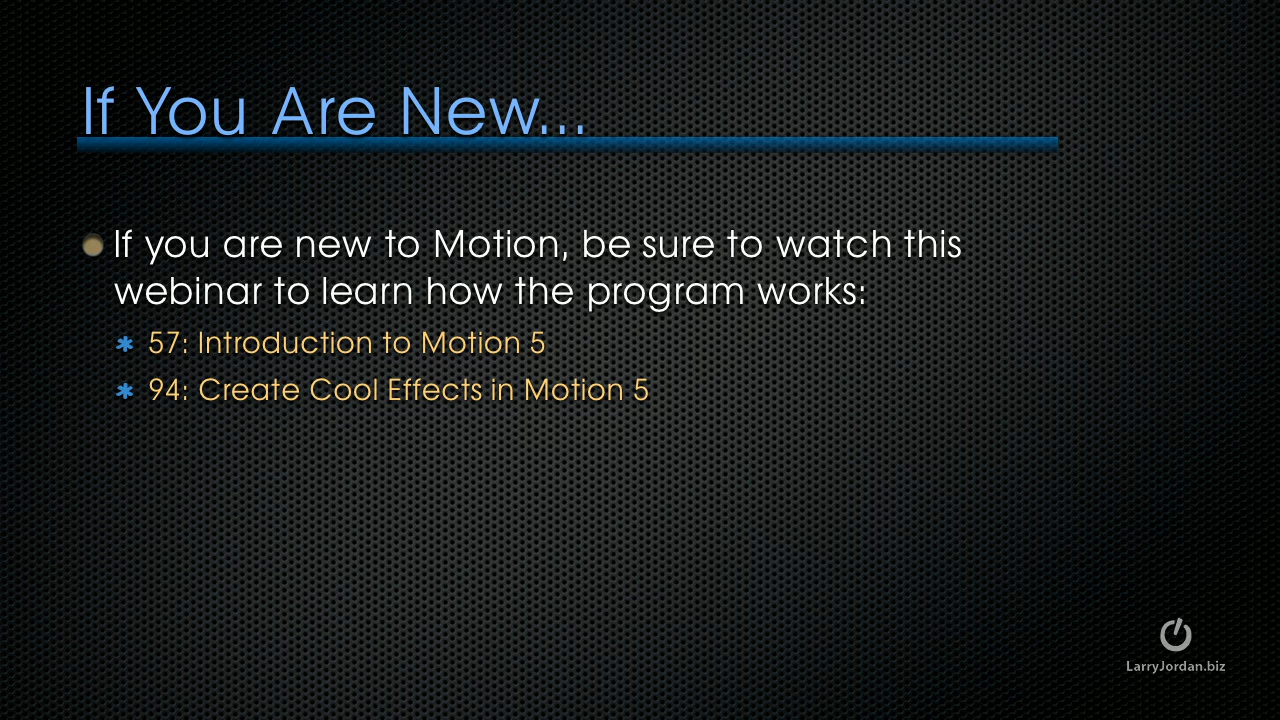 If You Are New...
If you are new to Motion, be sure to watch this
webinar to learn how the program works:
57: Introduction to Motion 5
94: Create Cool Effects in Motion 5
LarryJordan.biz